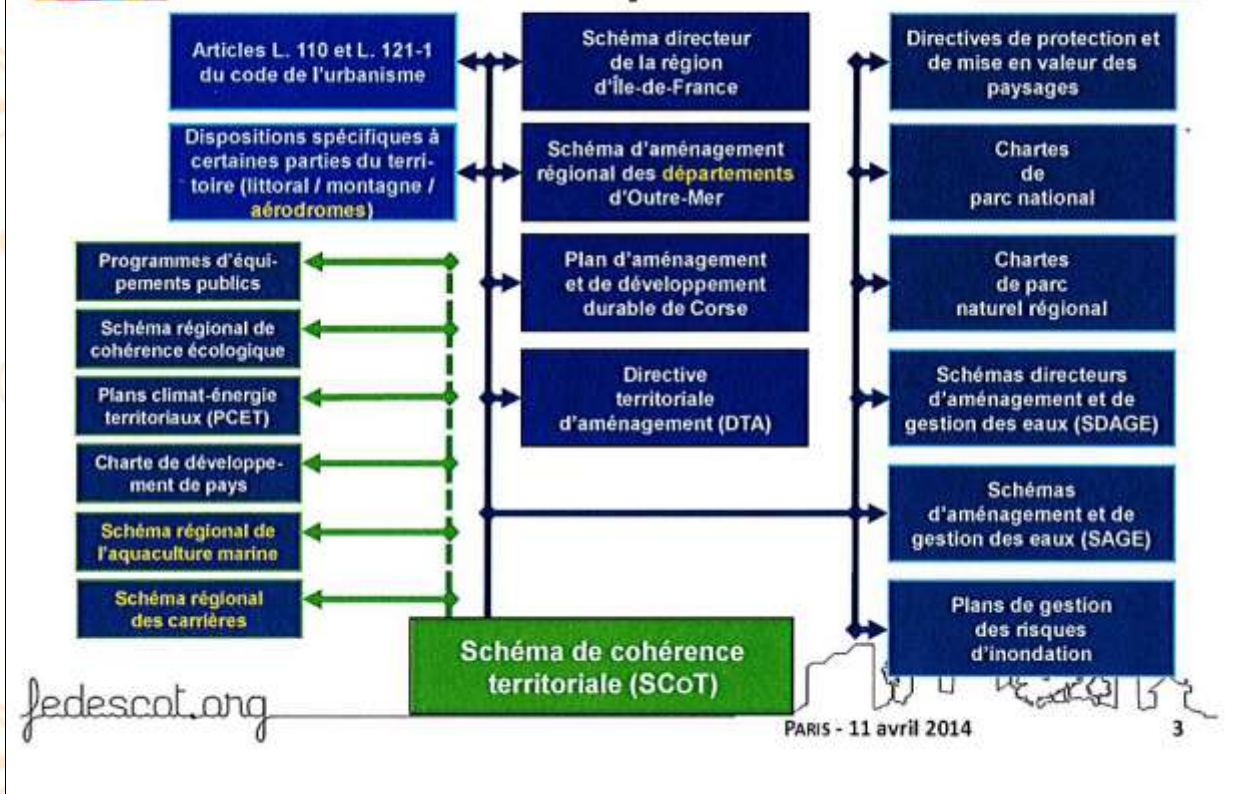 Articles L. 110 et L. 121-1
du code de l'urbanisme
Dispositions spécifiques à
certaines parties du terri-
toire (littoral / montagne /
aérodromes)
Schéma directeur
de la région
d'Île-de-France
Schéma d'aménagement
régional des départements
d'Outre-Mer
Plan d'aménagement
et de développement
durable de Corse
Directive
territoriale
d'aménagement (DTA)
Directives de protection et
de mise en valeur des
paysages
Chartes
de
parc national
Chartes
de parc
naturel régional
Schémas directeurs
d'aménagement et de
gestion des eaux (SDAGE)
Schémas
d'aménagement et de
gestion des eaux (SAGE)
Plans de gestion
des risques
d'inondation
Programmes d'équi-
pements publics
Schéma régional de
cohérence écologique
Plans climat-énergie
territoriaux (PCET)
Charte de développe-
ment de pays
Schéma régional de
l'aquaculture marine
Schéma régional
des carrières
Schéma de cohérence
territoriale (SCOT)
fedescot.org
PARIS - 11 avril 2014
3